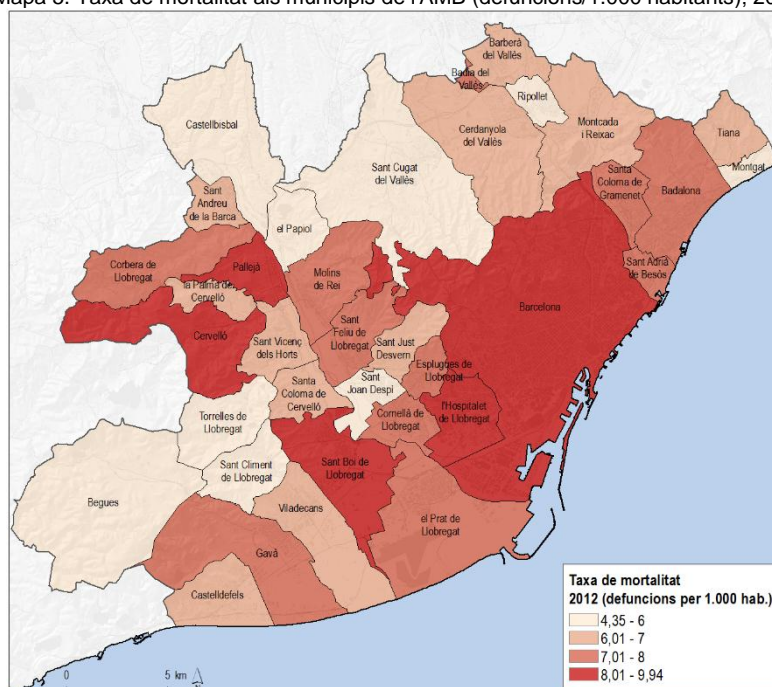 Mapa 3. Taxa de mortalitat als municipis de l'AMB (defuncions/1.000 habitants), 20
Barberà
del Vallès
Badia del
Vallès
Ripollet
Castellbisbal
Cerdanyola
del Vallès
Montcada
i Reixac
Tiana
Montgat
Sant Cugat
del Vallès
Santa
Coloma de
Gramenet
Badalona
Sant
Andreu
de la Barca
el Papiol
Corbera de
Llobregat
Pallejà
Molins
de Rei
Sant Adrià
de Besòs
la Palma de
Cervelló
Barcelona
Cervelló
Sant Vicenç
dels Horts
Sant
Feliu de
Llobregat
Sant Just
Desvern
Esplugues de
Llobregat
Santa
Coloma de
Cervelló
Sant
Joan Despí
Torrelles de
Llobregat
Cornellà de
Llobregat
l'Hospitalet
de Llobregat
Sant Climent
de Llobregat
Sant Boi de
Llobregat
Begues
Viladecans
el Prat de
Llobregat
Gavà
Castelldefels
Taxa de mortalitat
2012 (defuncions per 1.000 hab.)
4,35 - 6
6,01 - 7
7,01 - 8
8,01 - 9,94
0 5 km